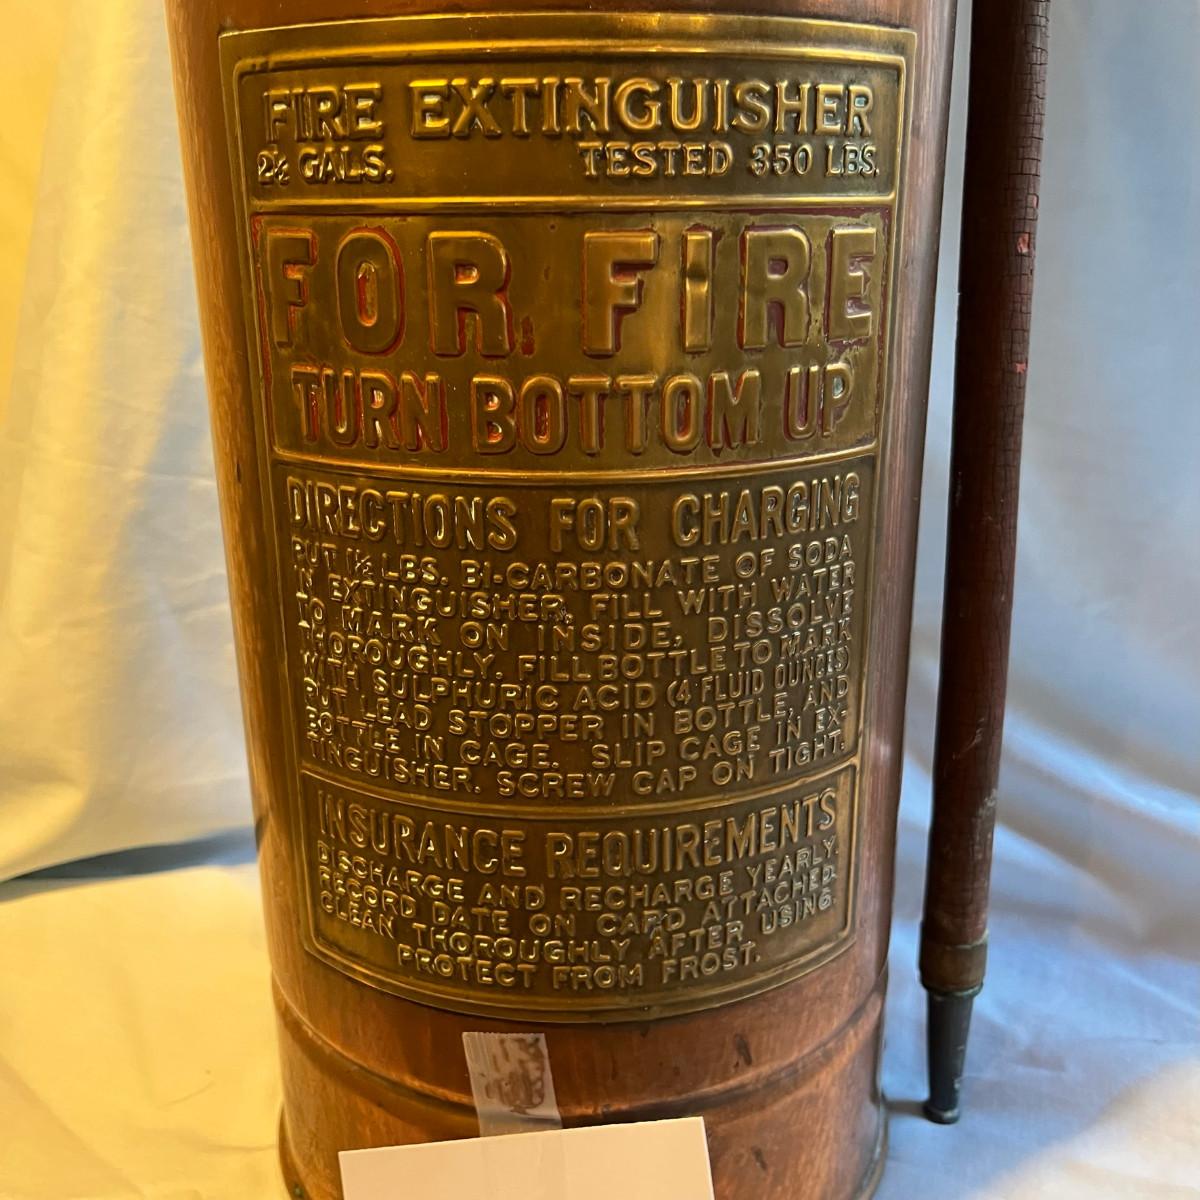 FIRE EXTINGUISHER
2½ GALS. TESTED 350 LBS.
FOR FIRE
TURN BOTTOM UP
DIRECTIONS FOR CHARGING
PUT 1½ LBS. BI-CARBONATE OF SODA
IN EXTINGUISHER, FILL WITH WATER
TO MARK ON INSIDE, DISSOLVE
THOROUGHLY. FILL BOTTLE TO MARK
WITH SULPHURIC ACID (4 FLUID OUNCES)
PUT LEAD STOPPER IN BOTTLE, AND
BOTTLE IN CAGE. SLIP CAGE IN EX-
TINGUISHER. SCREW CAP ON TIGHT.
INSURANCE REQUIREMENTS
DISCHARGE AND RECHARGE YEARLY.
RECORD DATE ON CARD ATTACHED.
CLEAN THOROUGHLY AFTER USING.
PROTECT FROM FROST.